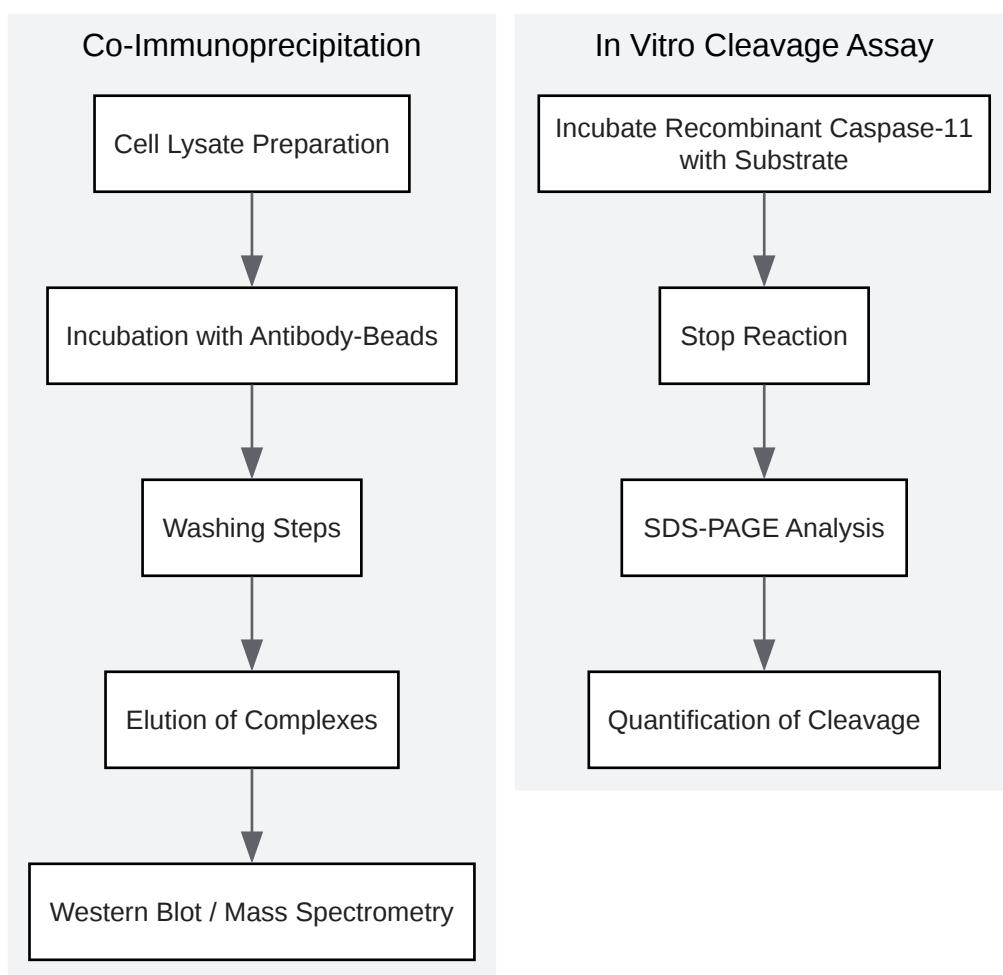 Co-Immunoprecipitation
Cell Lysate Preparation
Incubation with Antibody-Beads
Washing Steps
Elution of Complexes
Western Blot / Mass Spectrometry
In Vitro Cleavage Assay
Incubate Recombinant Caspase-11
with Substrate
Stop Reaction
SDS-PAGE Analysis
Quantification of Cleavage